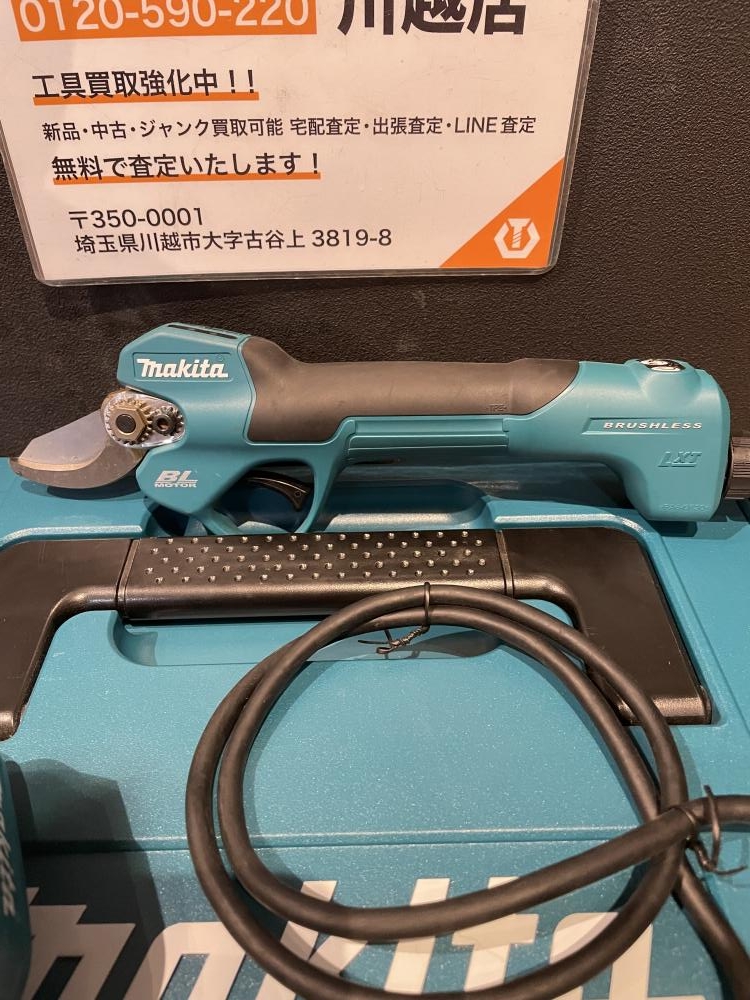 0120-590-220 川越店
工具買取強化中！！
新品・中古・ジャンク買取可能 宅配査定・出張査定・LINE査定
無料で査定いたします！
〒350-0001
埼玉県川越市大字古谷上 3819-8
makita
BRUSHLESS
LXT
BL
MOTOR
makita
makita